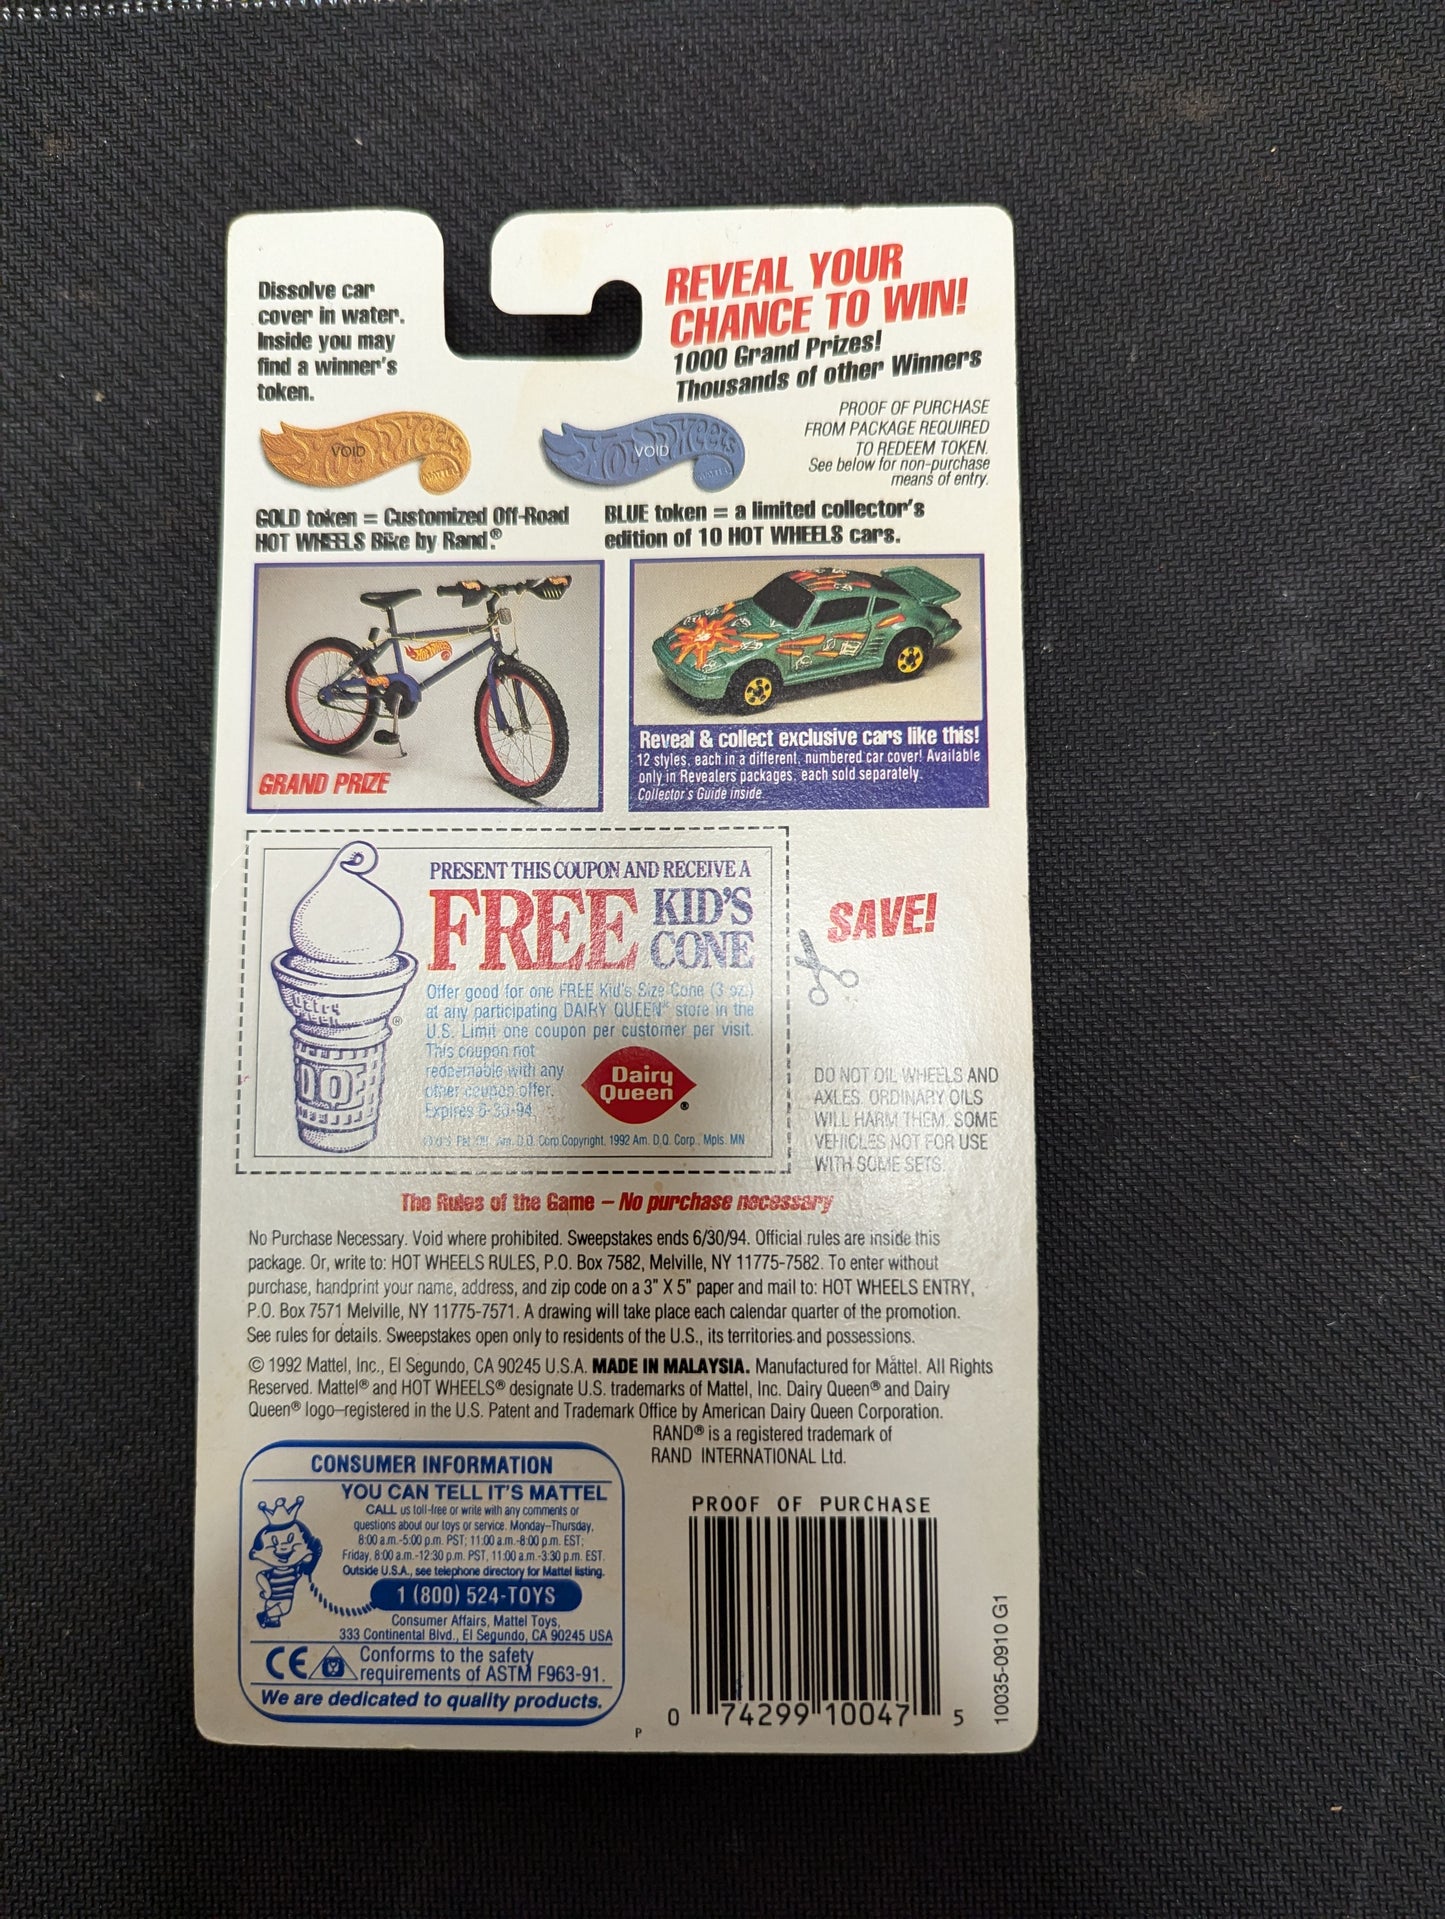 Dissolve car
cover in water.
Inside you may
find a winner's
token.
REVEAL YOUR
CHANCE TO WIN!
1000 Grand Prizes!
Thousands of other Winners
PROOF OF PURCHASE
FROM PACKAGE REQUIRED
TO REDEEM TOKEN.
See below for non-purchase
means of entry.
HOT WHEELS
VOID
MATTEL
HOT WHEELS
VOID
MATTEL
GOLD token = Customized Off-Road
HOT WHEELS Bike by Rand.®
BLUE token = a limited collector's
edition of 10 HOT WHEELS cars.
HOT WHEELS
GRAND PRIZE
Reveal & collect exclusive cars like this!
12 styles, each in a different, numbered car cover! Available
only in Revealers packages, each sold separately.
Collector's Guide inside.
PRESENT THIS COUPON AND RECEIVE A
FREE KID'S
CONE
Offer good for one FREE Kid's Size Cone (3 oz.)
at any participating DAIRY QUEEN® store in the
U.S. Limit one coupon per customer per visit.
This coupon not
redeemable with any
other coupon offer.
Expires 6-30-94.
Dairy
Queen
®
DQ
Dairy
Queen®
Am. D.Q. Corp. Copyright, 1992 Am. D.Q. Corp., Mpls. MN
SAVE!
DO NOT OIL WHEELS AND
AXLES. ORDINARY OILS
WILL HARM THEM. SOME
VEHICLES NOT FOR USE
WITH SOME SETS.
The Rules of the Game – No purchase necessary
No Purchase Necessary. Void where prohibited. Sweepstakes ends 6/30/94. Official rules are inside this
package. Or, write to: HOT WHEELS RULES, P.O. Box 7582, Melville, NY 11775-7582. To enter without
purchase, handprint your name, address, and zip code on a 3" X 5" paper and mail to: HOT WHEELS ENTRY,
P.O. Box 7571 Melville, NY 11775-7571. A drawing will take place each calendar quarter of the promotion.
See rules for details. Sweepstakes open only to residents of the U.S., its territories and possessions.
© 1992 Mattel, Inc., El Segundo, CA 90245 U.S.A. MADE IN MALAYSIA. Manufactured for Mattel. All Rights
Reserved. Mattel® and HOT WHEELS® designate U.S. trademarks of Mattel, Inc. Dairy Queen® and Dairy
Queen® logo–registered in the U.S. Patent and Trademark Office by American Dairy Queen Corporation.
RAND® is a registered trademark of
RAND INTERNATIONAL Ltd.
CONSUMER INFORMATION
YOU CAN TELL IT'S MATTEL
CALL us toll-free or write with any comments or
questions about our toys or service. Monday–Thursday,
8:00 a.m.-5:00 p.m. PST; 11:00 a.m.-8:00 p.m. EST;
Friday, 8:00 a.m.-12:30 p.m. PST, 11:00 a.m.-3:30 p.m. EST.
Outside U.S.A., see telephone directory for Mattel listing.
1 (800) 524-TOYS
Consumer Affairs, Mattel Toys,
333 Continental Blvd., El Segundo, CA 90245 USA
CE Conforms to the safety
requirements of ASTM F963-91.
We are dedicated to quality products.
P
PROOF OF PURCHASE
0 74299 10047 5
10035-0910 G1